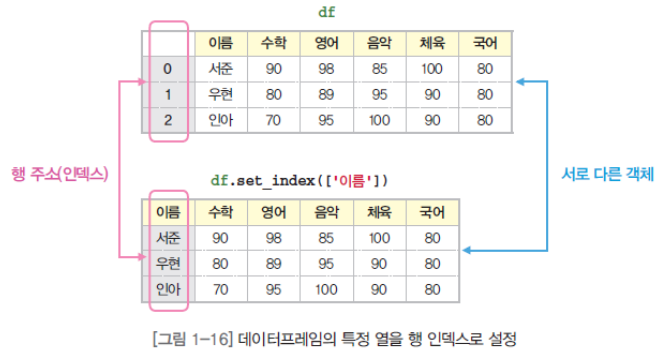 df
이름 수학 영어 음악 체육 국어
0 서준 90 98 85 100 80
1 우현 80 89 95 90 80
2 인아 70 95 100 90 80
행 주소(인덱스)
서로 다른 객체
df.set_index(['이름'])
이름 수학 영어 음악 체육 국어
서준 90 98 85 100 80
우현 80 89 95 90 80
인아 70 95 100 90 80
[그림 1-16] 데이터프레임의 특정 열을 행 인덱스로 설정